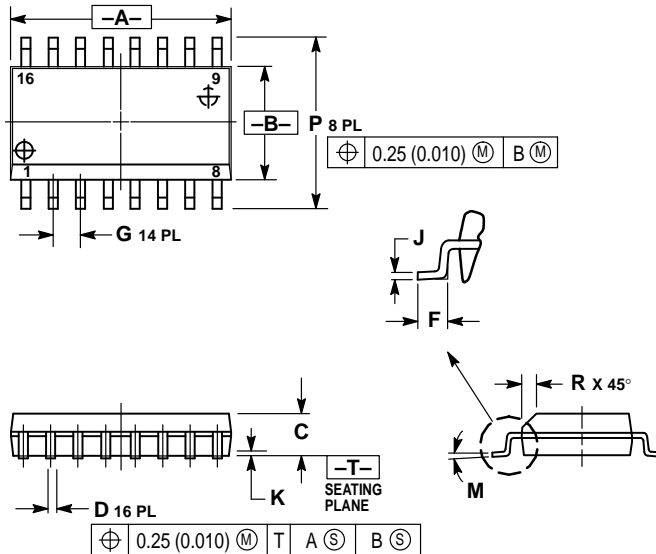 –A–
16 9
–B–
P 8 PL
⌖ 0.25 (0.010) Ⓜ B Ⓜ
1 8
G 14 PL
J
F
R X 45°
C
–T–
SEATING
PLANE
K
M
D 16 PL
⌖ 0.25 (0.010) Ⓜ T A Ⓢ B Ⓢ